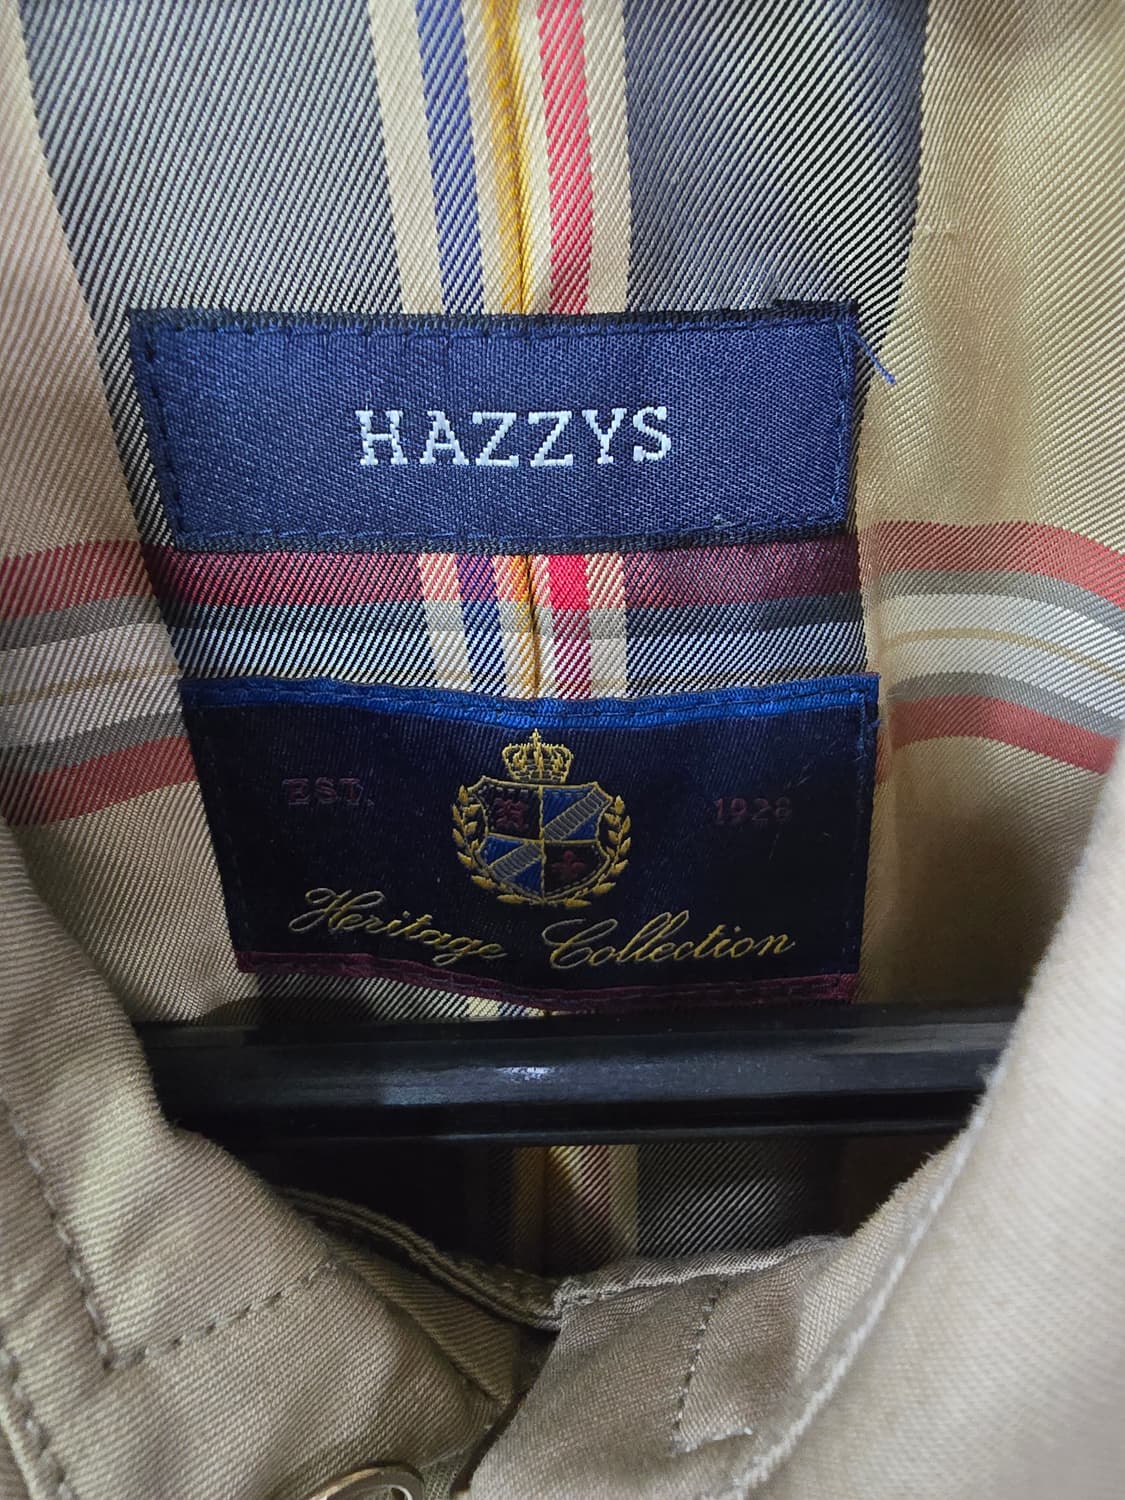 HAZZYS
EST. 1928
Heritage Collection